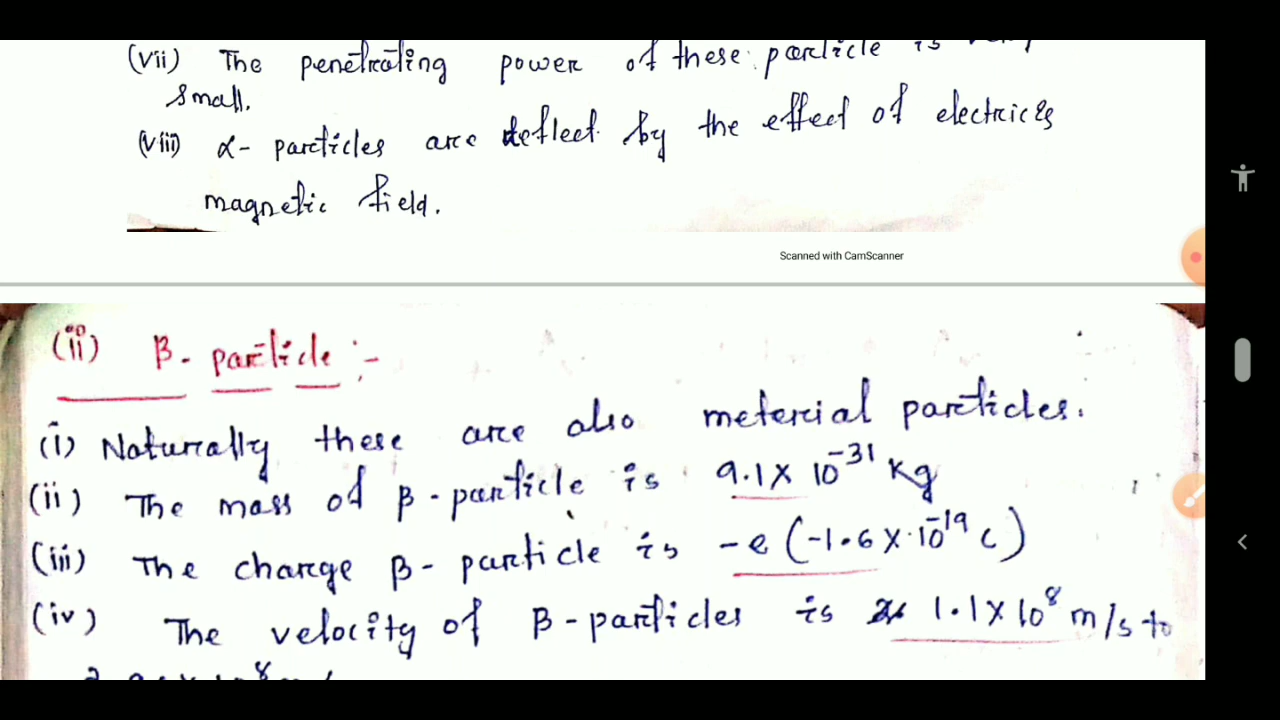 (vii) The penetrating power of these particle is very
small.
(viii) α- particles are deflect by the effect of electric &
magnetic field.
Scanned with CamScanner
(ii) β- particle :-
(i) Naturally these are also meterial particles.
(ii) The mass of β-particle is 9.1 X 10⁻³¹ Kg
(iii) The charge β- particle is -e (-1.6 X 10⁻¹⁹ C)
(iv) The velocity of β-particles is 1.1 X 10⁸ m/s to